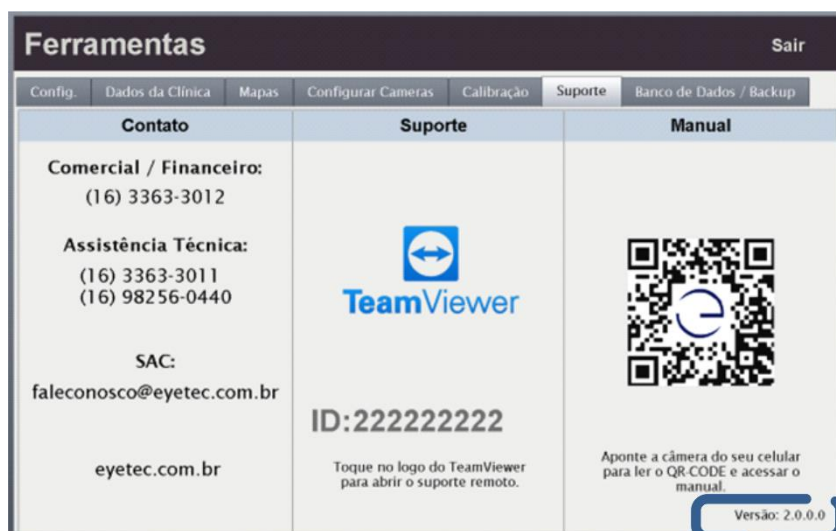 Ferramentas
Sair
Config.
Dados da Clínica
Mapas
Configurar Cameras
Calibração
Suporte
Banco de Dados / Backup
Contato
Comercial / Financeiro:
(16) 3363-3012
Assistência Técnica:
(16) 3363-3011
(16) 98256-0440
SAC:
faleconosco@eyetec.com.br
eyetec.com.br
Suporte
TeamViewer
ID:222222222
Toque no logo do TeamViewer
para abrir o suporte remoto.
Manual
e
Aponte a câmera do seu celular
para ler o QR-CODE e acessar o
manual.
Versão: 2.0.0.0